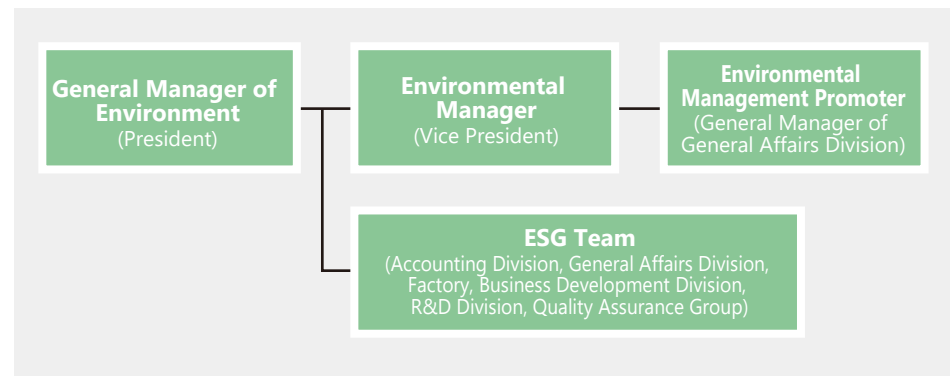 General Manager of
Environment
(President)
Environmental
Manager
(Vice President)
Environmental
Management Promoter
(General Manager of
General Affairs Division)
ESG Team
(Accounting Division, General Affairs Division,
Factory, Business Development Division,
R&D Division, Quality Assurance Group)